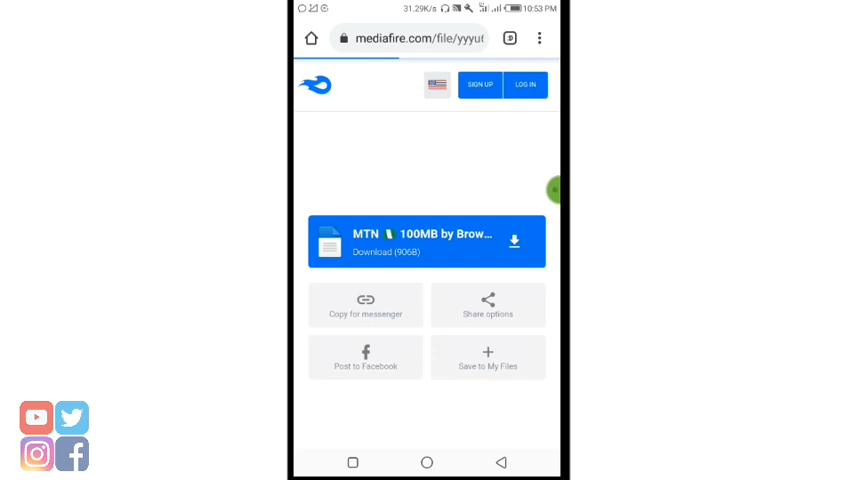 31.29K/s 10:53 PM
mediafire.com/file/yyyu
SIGN UP LOG IN
MTN 🇳🇬 100MB by Brow...
Download (906B)
Copy for messenger
Share options
Post to Facebook
Save to My Files